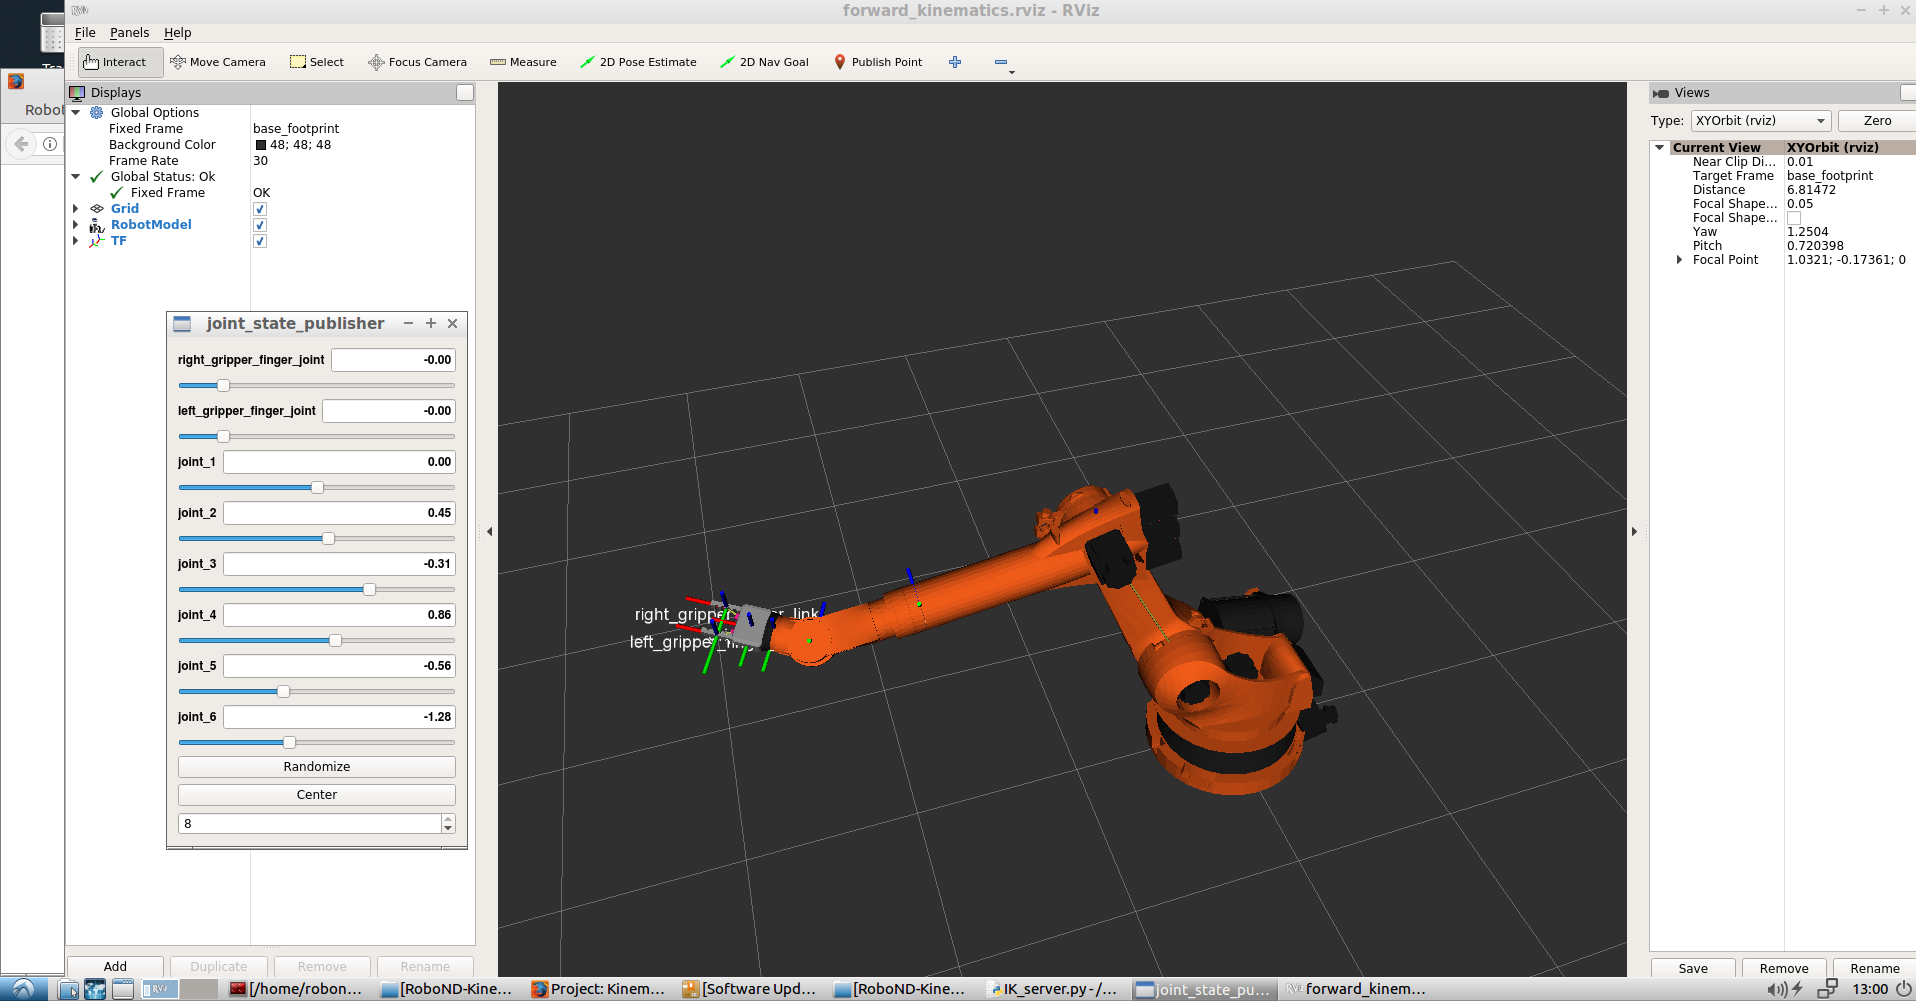 forward_kinematics.rviz - RViz
File Panels Help
Interact Move Camera Select Focus Camera Measure 2D Pose Estimate 2D Nav Goal Publish Point
Robot
Displays
Global Options
Fixed Frame base_footprint
Background Color 48; 48; 48
Frame Rate 30
Global Status: Ok
Fixed Frame OK
Grid
RobotModel
TF
joint_state_publisher
right_gripper_finger_joint -0.00
left_gripper_finger_joint -0.00
joint_1 0.00
joint_2 0.45
joint_3 -0.31
joint_4 0.86
joint_5 -0.56
joint_6 -1.28
Randomize
Center
8
Add Duplicate Remove Rename
Views
Type: XYOrbit (rviz) Zero
Current View XYOrbit (rviz)
Near Clip Di... 0.01
Target Frame base_footprint
Distance 6.81472
Focal Shape... 0.05
Focal Shape...
Yaw 1.2504
Pitch 0.720398
Focal Point 1.0321; -0.17361; 0
Save Remove Rename
[/home/robon... [RoboND-Kine... Project: Kinem... [Software Upd... [RoboND-Kine... IK_server.py - /... joint_state_pu... forward_kinem... 13:00